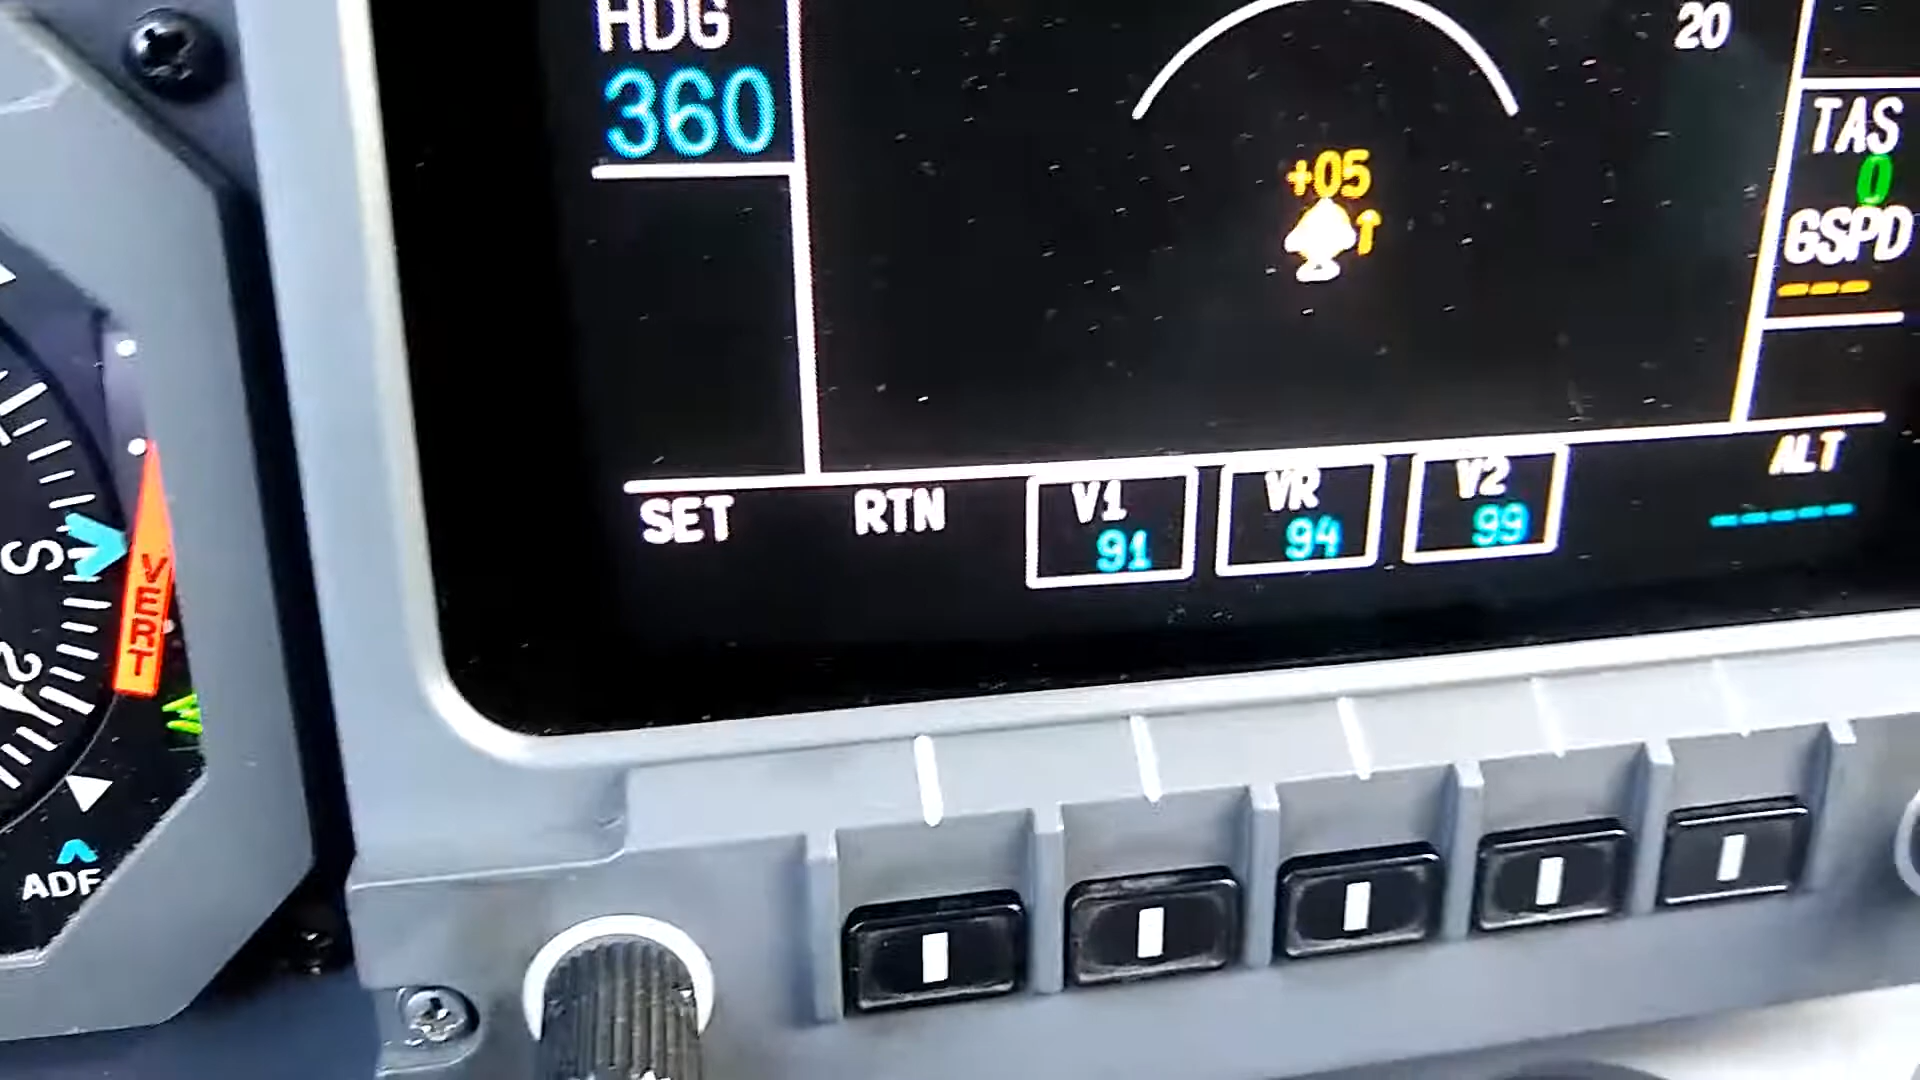 HDG
360
20
+05
TAS
0
GSPD
---
SET
RTN
V1
91
VR
94
V2
99
ALT
-----
S
VERT
ADF